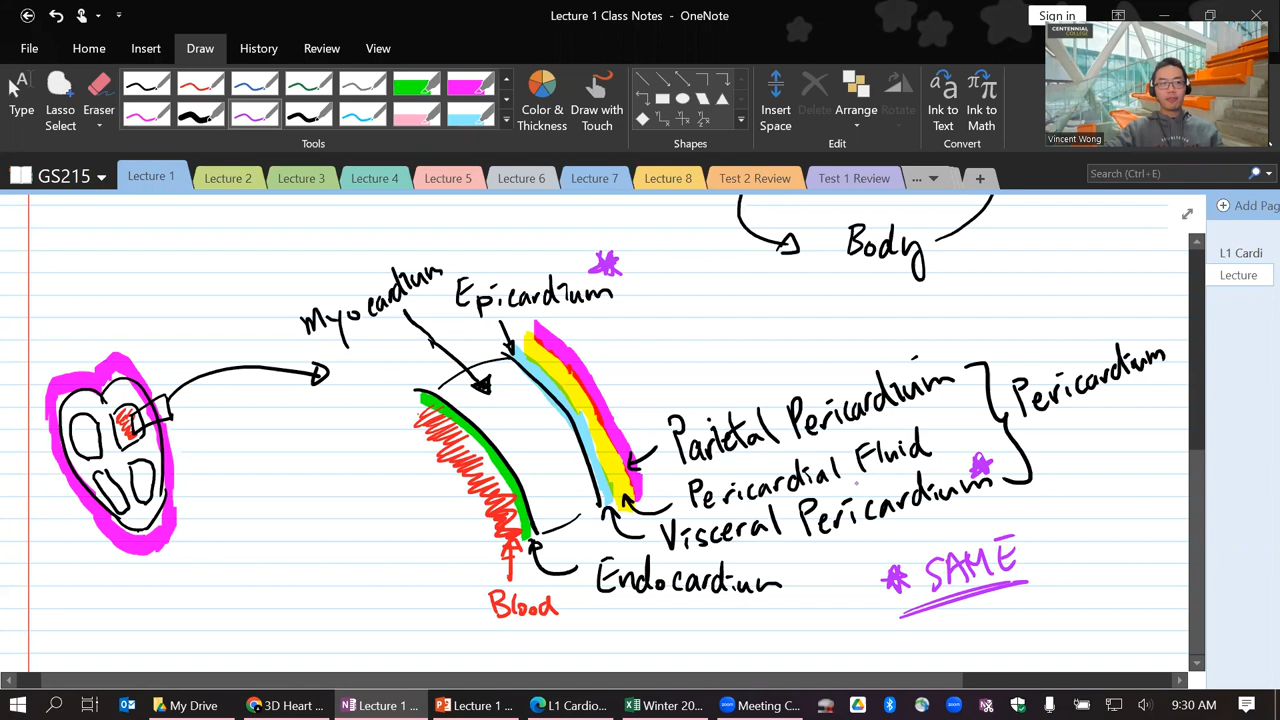 Lecture 1 Class Notes - OneNote
Sign in
File Home Insert Draw History Review View
CENTENNIAL
COLLEGE
Vincent Wong
Type
Lasso
Select
Eraser
Color &
Thickness
Draw with
Touch
Insert
Space
Delete
Arrange
Rotate
Ink to
Text
Ink to
Math
Tools
Shapes
Edit
Convert
GS215
Lecture 1
Lecture 2
Lecture 3
Lecture 4
Lecture 5
Lecture 6
Lecture 7
Lecture 8
Test 2 Review
Test 1 Review
...
Search (Ctrl+E)
Add Pag
L1 Cardi
Lecture
Body
Myocardium
Epicardium
Parietal Pericardium
Pericardial Fluid
Visceral Pericardium
Pericardium
Endocardium
SAME
Blood
My Drive
3D Heart ...
Lecture 1 ...
Lecture 1 ...
1 Cardio...
Winter 20...
Meeting C...
9:30 AM